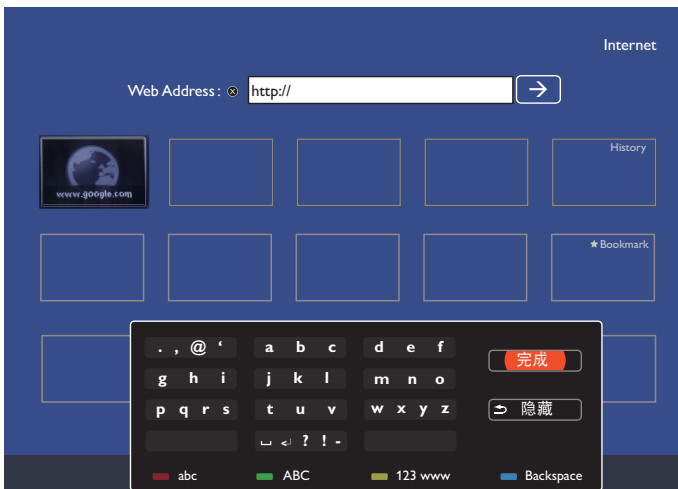 Internet
Web Address : ⊗ http:// →
www.google.com
History
★Bookmark
. , @ ‘ a b c d e f
完成
g h i j k l m n o
p q r s t u v w x y z
隐藏
␣ ↵ ? ! -
abc ABC 123 www Backspace